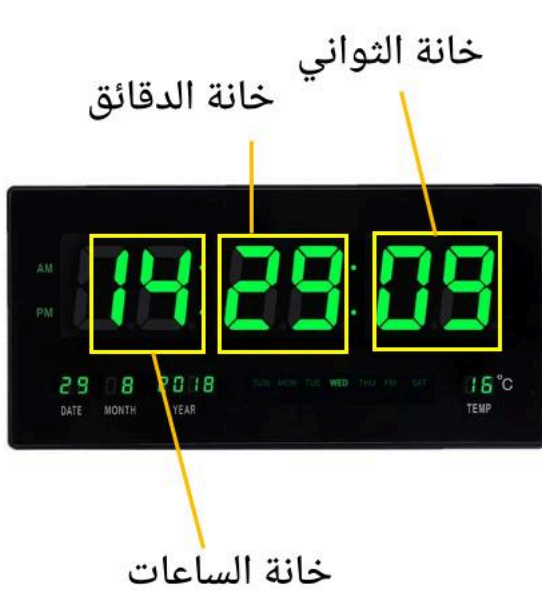 خانة الثواني
خانة الدقائق
AM
PM
14:29:09
29 8 2018
DATE MONTH YEAR
SUN MON TUE WED THU FRI SAT
16°C
TEMP
خانة الساعات